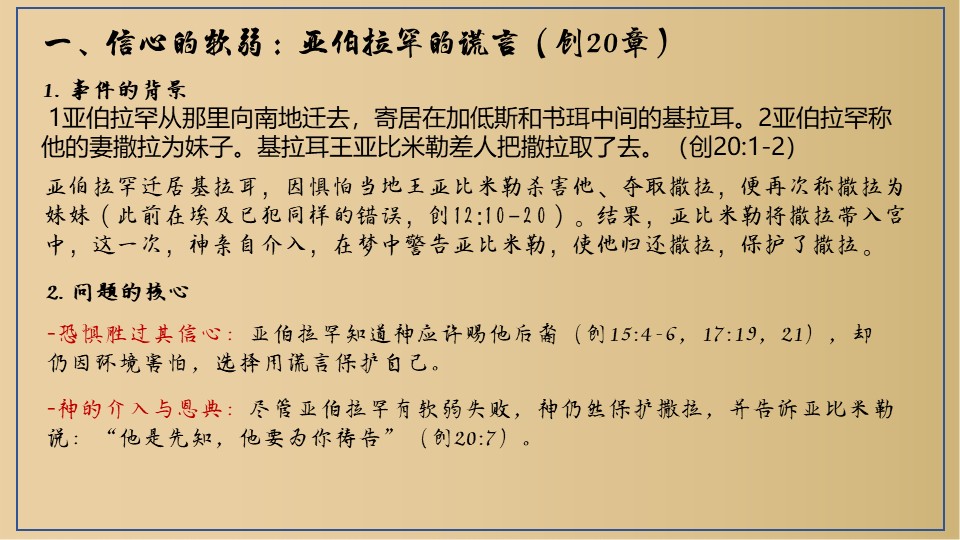 一、信心的软弱：亚伯拉罕的谎言（创20章）
1. 事件的背景
1亚伯拉罕从那里向南地迁去，寄居在加低斯和书珥中间的基拉耳。2亚伯拉罕称
他的妻撒拉为妹子。基拉耳王亚比米勒差人把撒拉取了去。（创20:1-2）
亚伯拉罕迁居基拉耳，因惧怕当地王亚比米勒杀害他、夺取撒拉，便再次称撒拉为
妹妹（此前在埃及已犯同样的错误，创12:10–20）。结果，亚比米勒将撒拉带入宫
中，这一次，神亲自介入，在梦中警告亚比米勒，使他归还撒拉，保护了撒拉。
2. 问题的核心
-恐惧胜过其信心：亚伯拉罕知道神应许赐他后裔（创15:4-6，17:19，21），却
仍因环境害怕，选择用谎言保护自己。
-神的介入与恩典：尽管亚伯拉罕有软弱失败，神仍然保护撒拉，并告诉亚比米勒
说：“他是先知，他要为你祷告”（创20:7）。